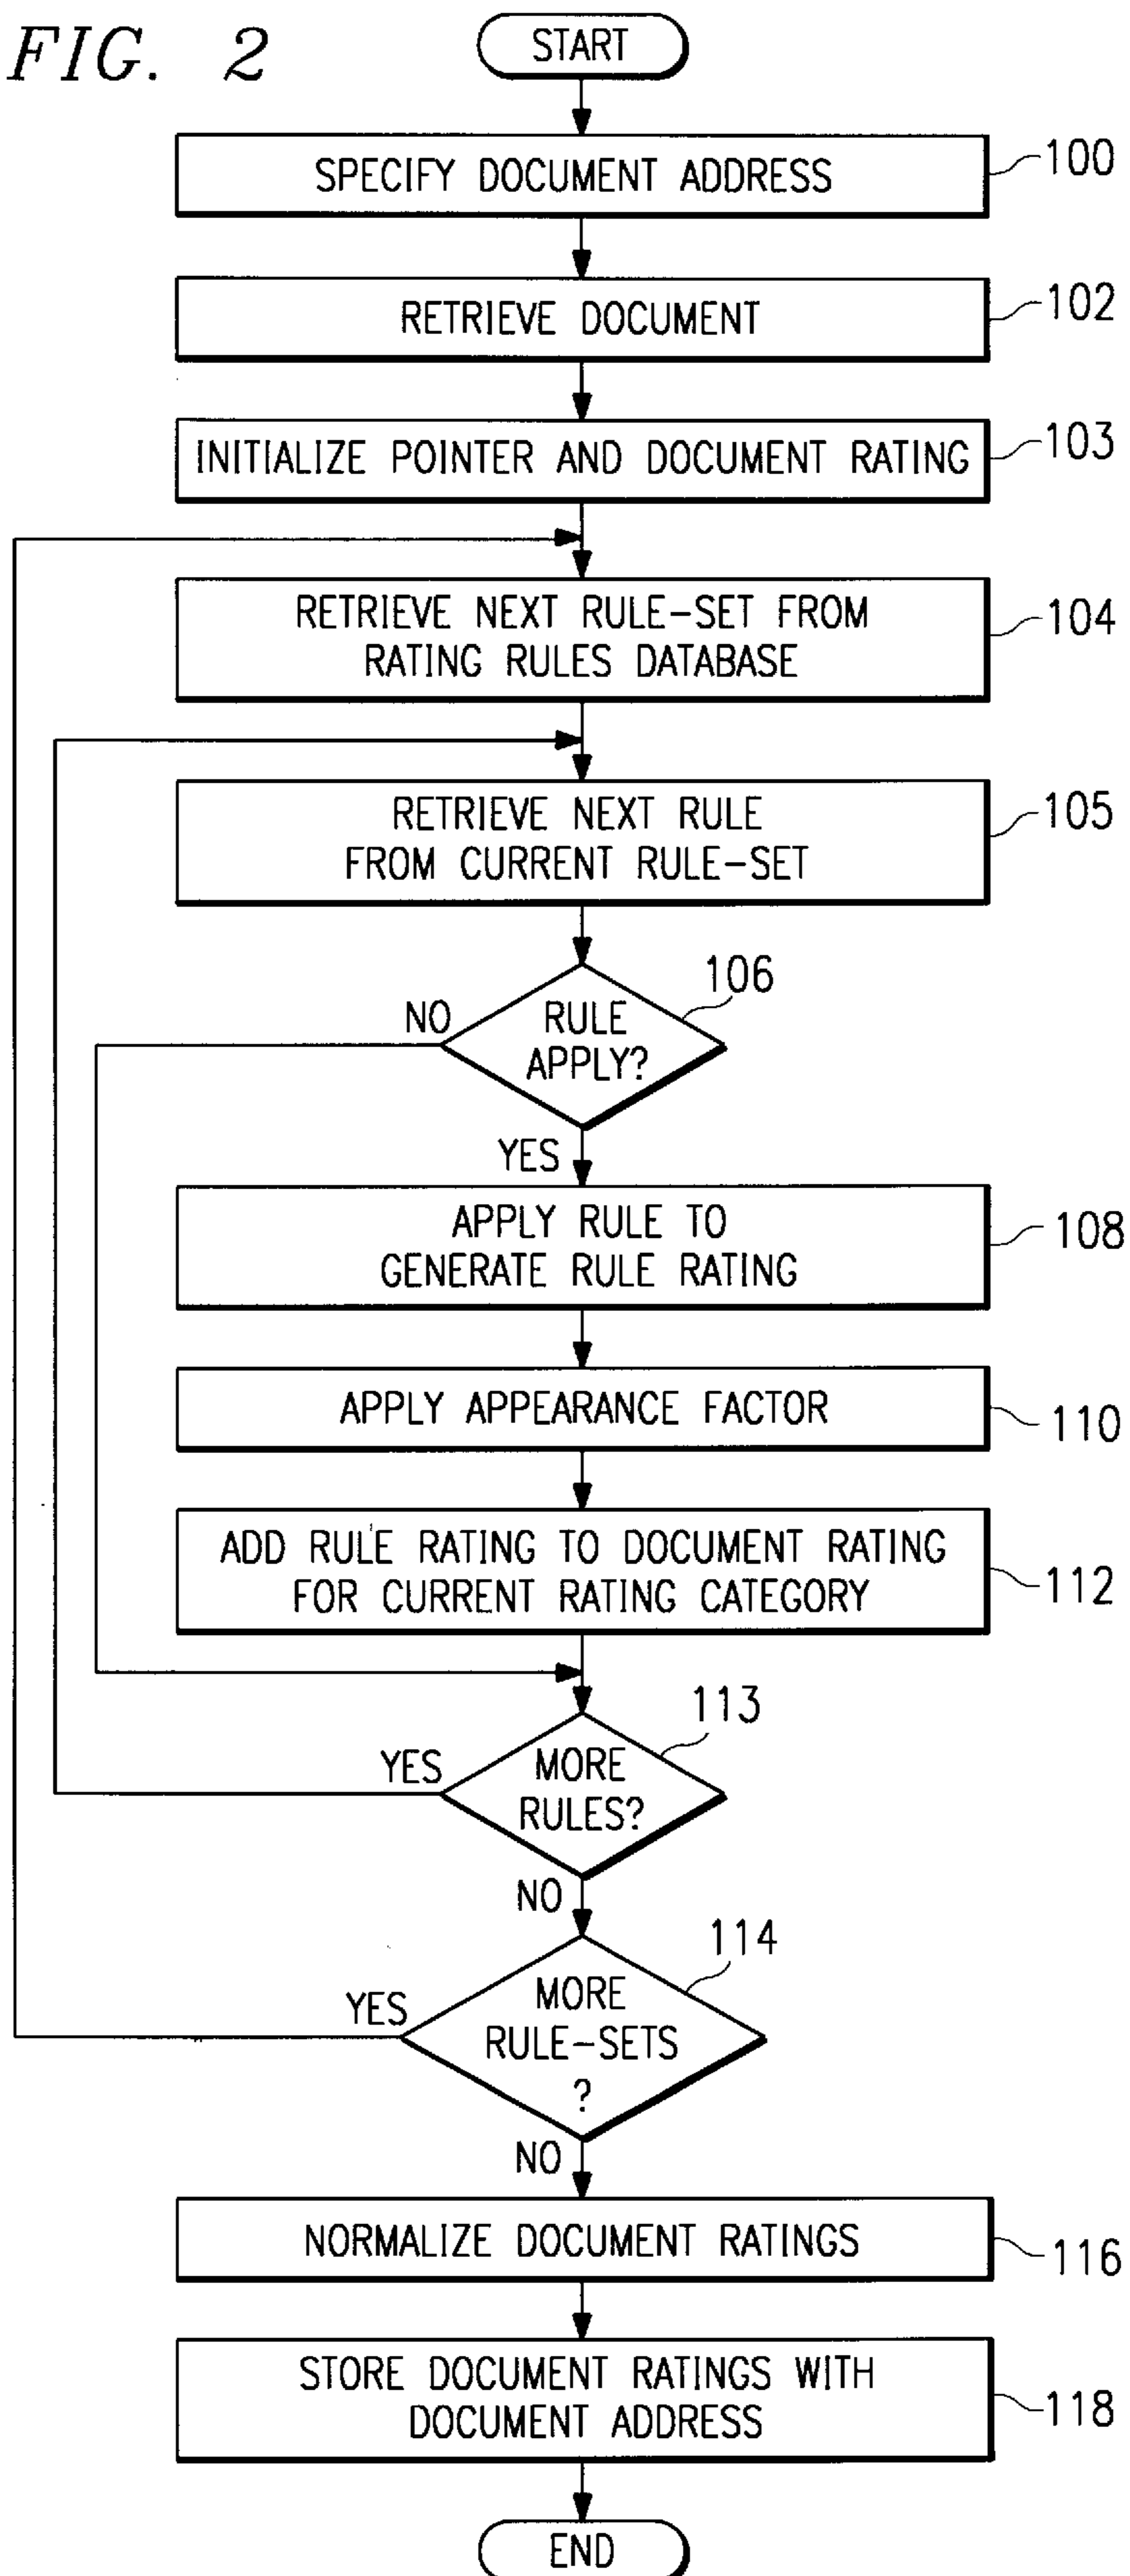 FIG. 2
START
SPECIFY DOCUMENT ADDRESS
100
RETRIEVE DOCUMENT
102
INITIALIZE POINTER AND DOCUMENT RATING
103
RETRIEVE NEXT RULE-SET FROM
RATING RULES DATABASE
104
RETRIEVE NEXT RULE
FROM CURRENT RULE-SET
105
106
NO
RULE
APPLY?
YES
APPLY RULE TO
GENERATE RULE RATING
108
APPLY APPEARANCE FACTOR
110
ADD RULE RATING TO DOCUMENT RATING
FOR CURRENT RATING CATEGORY
112
113
YES
MORE
RULES?
NO
114
YES
MORE
RULE-SETS
?
NO
NORMALIZE DOCUMENT RATINGS
116
STORE DOCUMENT RATINGS WITH
DOCUMENT ADDRESS
118
END